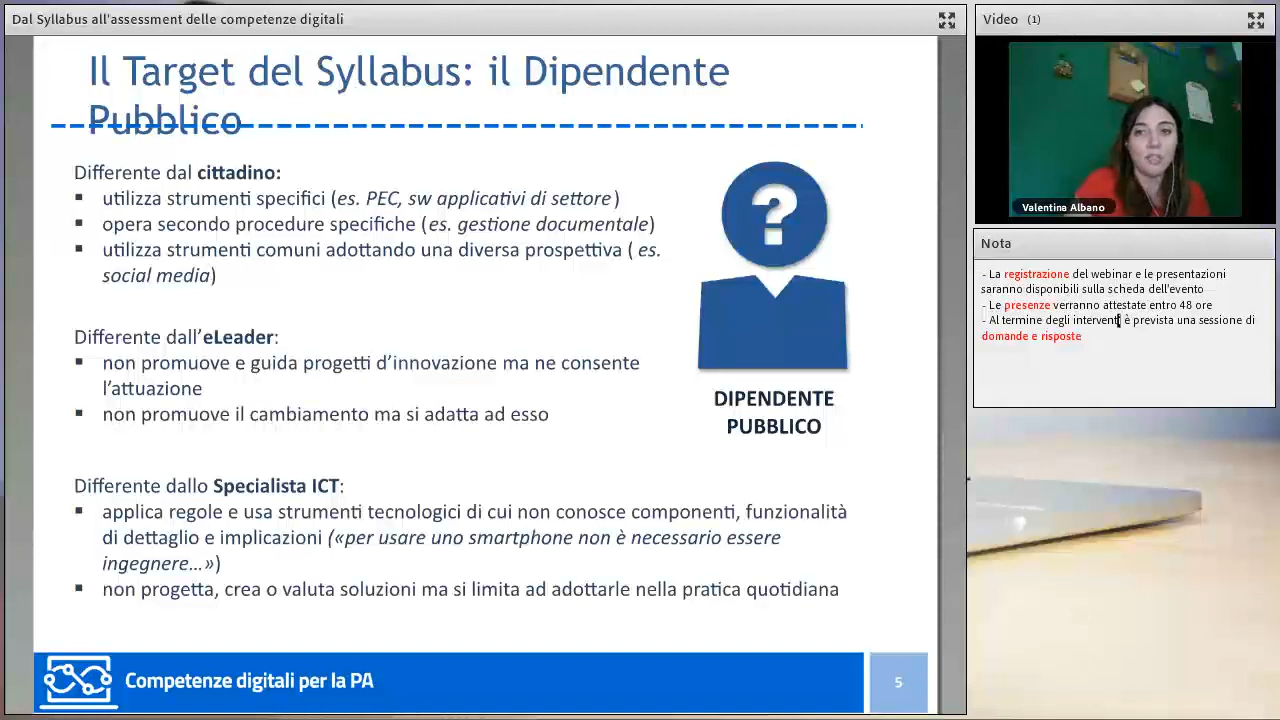 Dal Syllabus all'assessment delle competenze digitali
Il Target del Syllabus: il Dipendente
Pubblico
Differente dal cittadino:
▪ utilizza strumenti specifici (es. PEC, sw applicativi di settore)
▪ opera secondo procedure specifiche (es. gestione documentale)
▪ utilizza strumenti comuni adottando una diversa prospettiva ( es.
social media)
Differente dall'eLeader:
▪ non promuove e guida progetti d'innovazione ma ne consente
l'attuazione
▪ non promuove il cambiamento ma si adatta ad esso
Differente dallo Specialista ICT:
▪ applica regole e usa strumenti tecnologici di cui non conosce componenti, funzionalità
di dettaglio e implicazioni («per usare uno smartphone non è necessario essere
ingegnere…»)
▪ non progetta, crea o valuta soluzioni ma si limita ad adottarle nella pratica quotidiana
?
DIPENDENTE
PUBBLICO
Competenze digitali per la PA
5
Video (1)
Valentina Albano
Nota
- La registrazione del webinar e le presentazioni
saranno disponibili sulla scheda dell'evento
- Le presenze verranno attestate entro 48 ore
- Al termine degli interventi è prevista una sessione di
domande e risposte